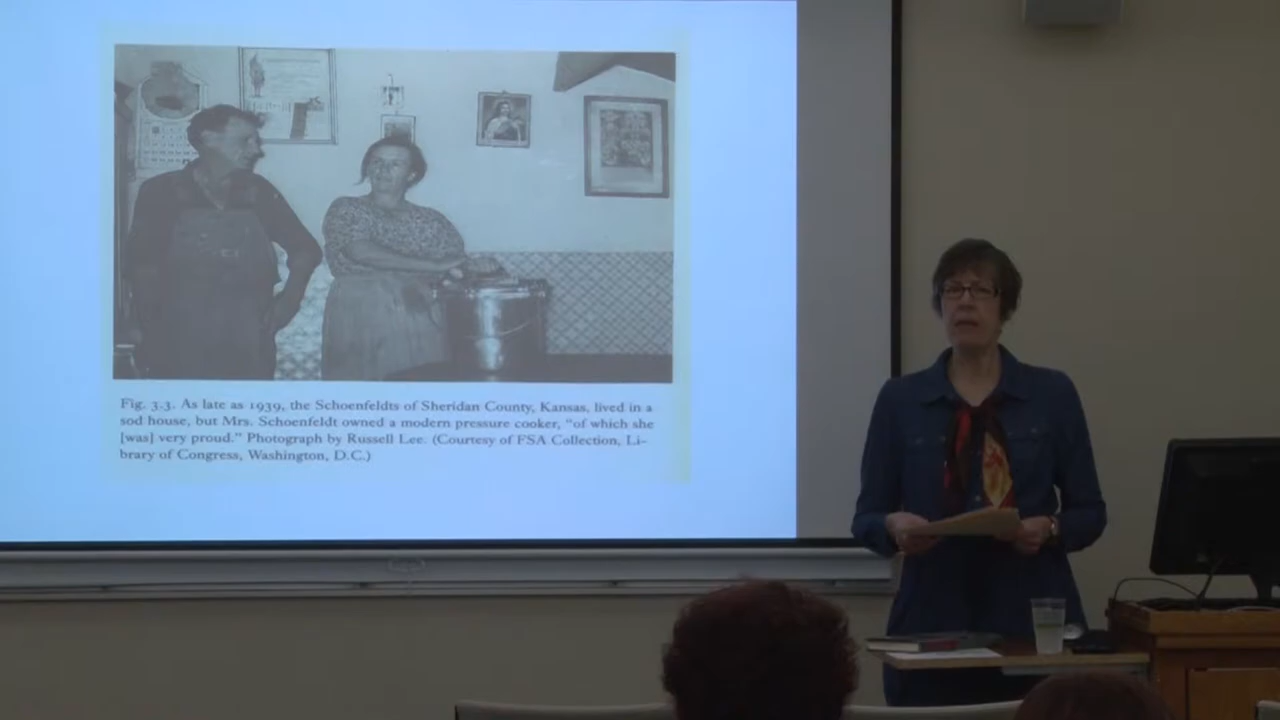 Fig. 3.3. As late as 1939, the Schoenfeldts of Sheridan County, Kansas, lived in a
sod house, but Mrs. Schoenfeldt owned a modern pressure cooker, “of which she
[was] very proud.” Photograph by Russell Lee. (Courtesy of FSA Collection, Li-
brary of Congress, Washington, D.C.)